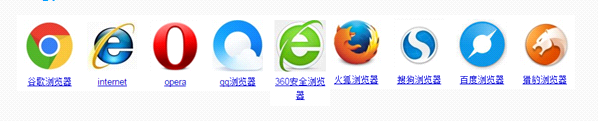 谷歌浏览器
internet
opera
qq浏览器
360安全浏览
器
火狐浏览器
搜狗浏览器
百度浏览器
猎豹浏览器